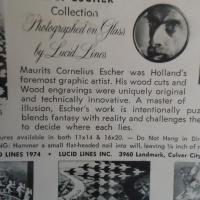 ESCHER
Collection
Photographed on Glass
by Lucid Lines
Maurits Cornelius Escher was Holland's
foremost graphic artist. His wood cuts and
Wood engravings were uniquely original
and technically innovative. A master of
illusion, Escher's work is intentionally puz
blends fantasy with reality and challenges the
to decide where each lies.
ures available in both 11x14 & 16x20. — Do Not Hang in Dire
NG: Hammer a small flat-headed nail into will, leaving ¼ inch of
D LINES 1974 • LUCID LINES INC. 3960 Landmark, Culver City